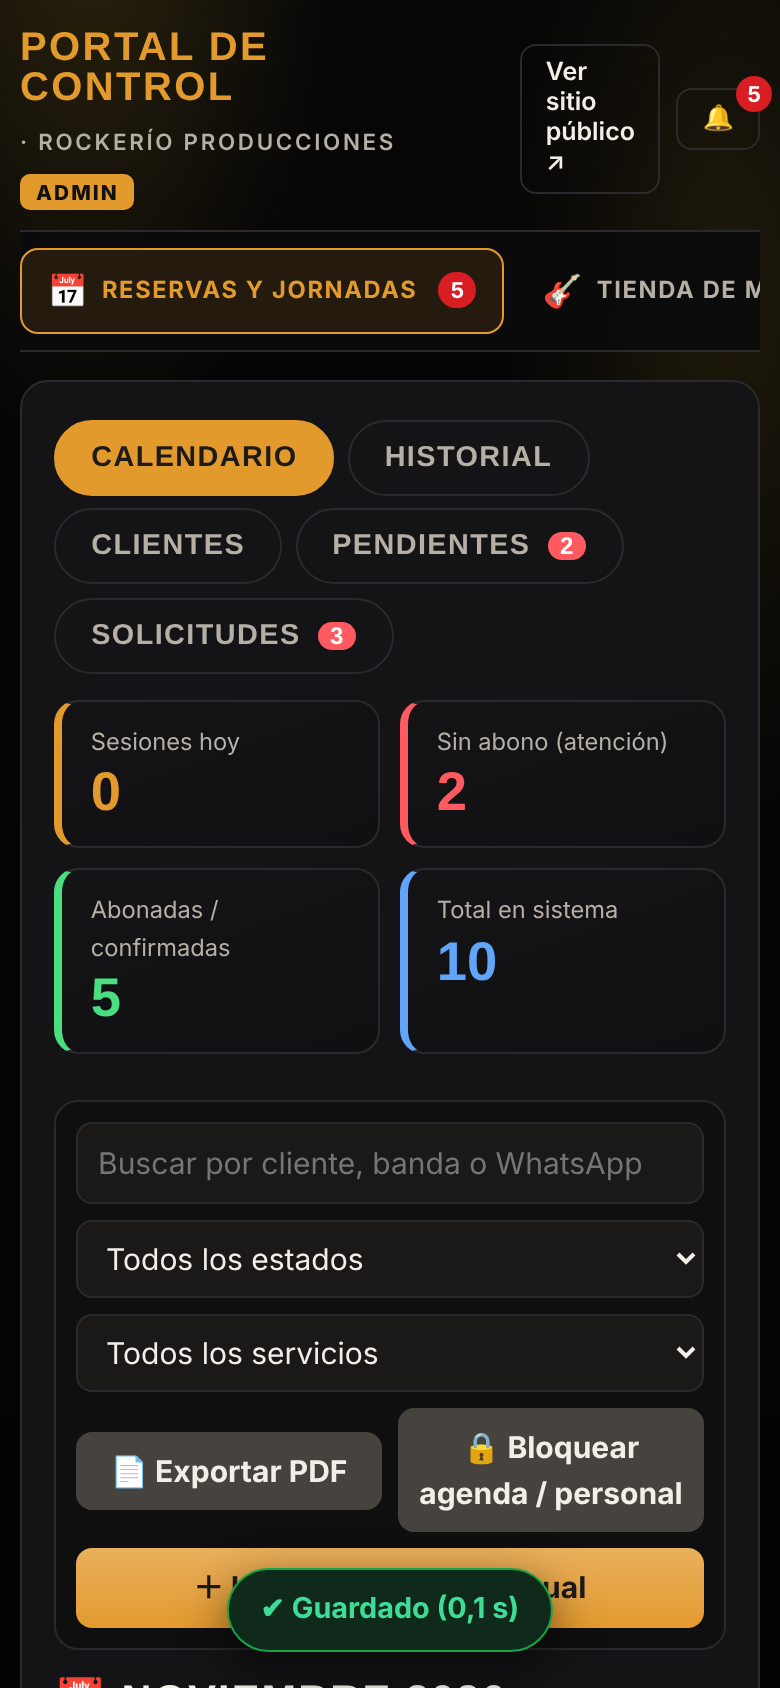 PORTAL DE
CONTROL
· ROCKERÍO PRODUCCIONES
ADMIN
Ver
sitio
público
↗
5
RESERVAS Y JORNADAS 5
TIENDA DE M
CALENDARIO
HISTORIAL
CLIENTES
PENDIENTES 2
SOLICITUDES 3
Sesiones hoy
0
Sin abono (atención)
2
Abonadas /
confirmadas
5
Total en sistema
10
Buscar por cliente, banda o WhatsApp
Todos los estados
Todos los servicios
Exportar PDF
Bloquear
agenda / personal
+
ual
✔ Guardado (0,1 s)
NOVIEMBRE